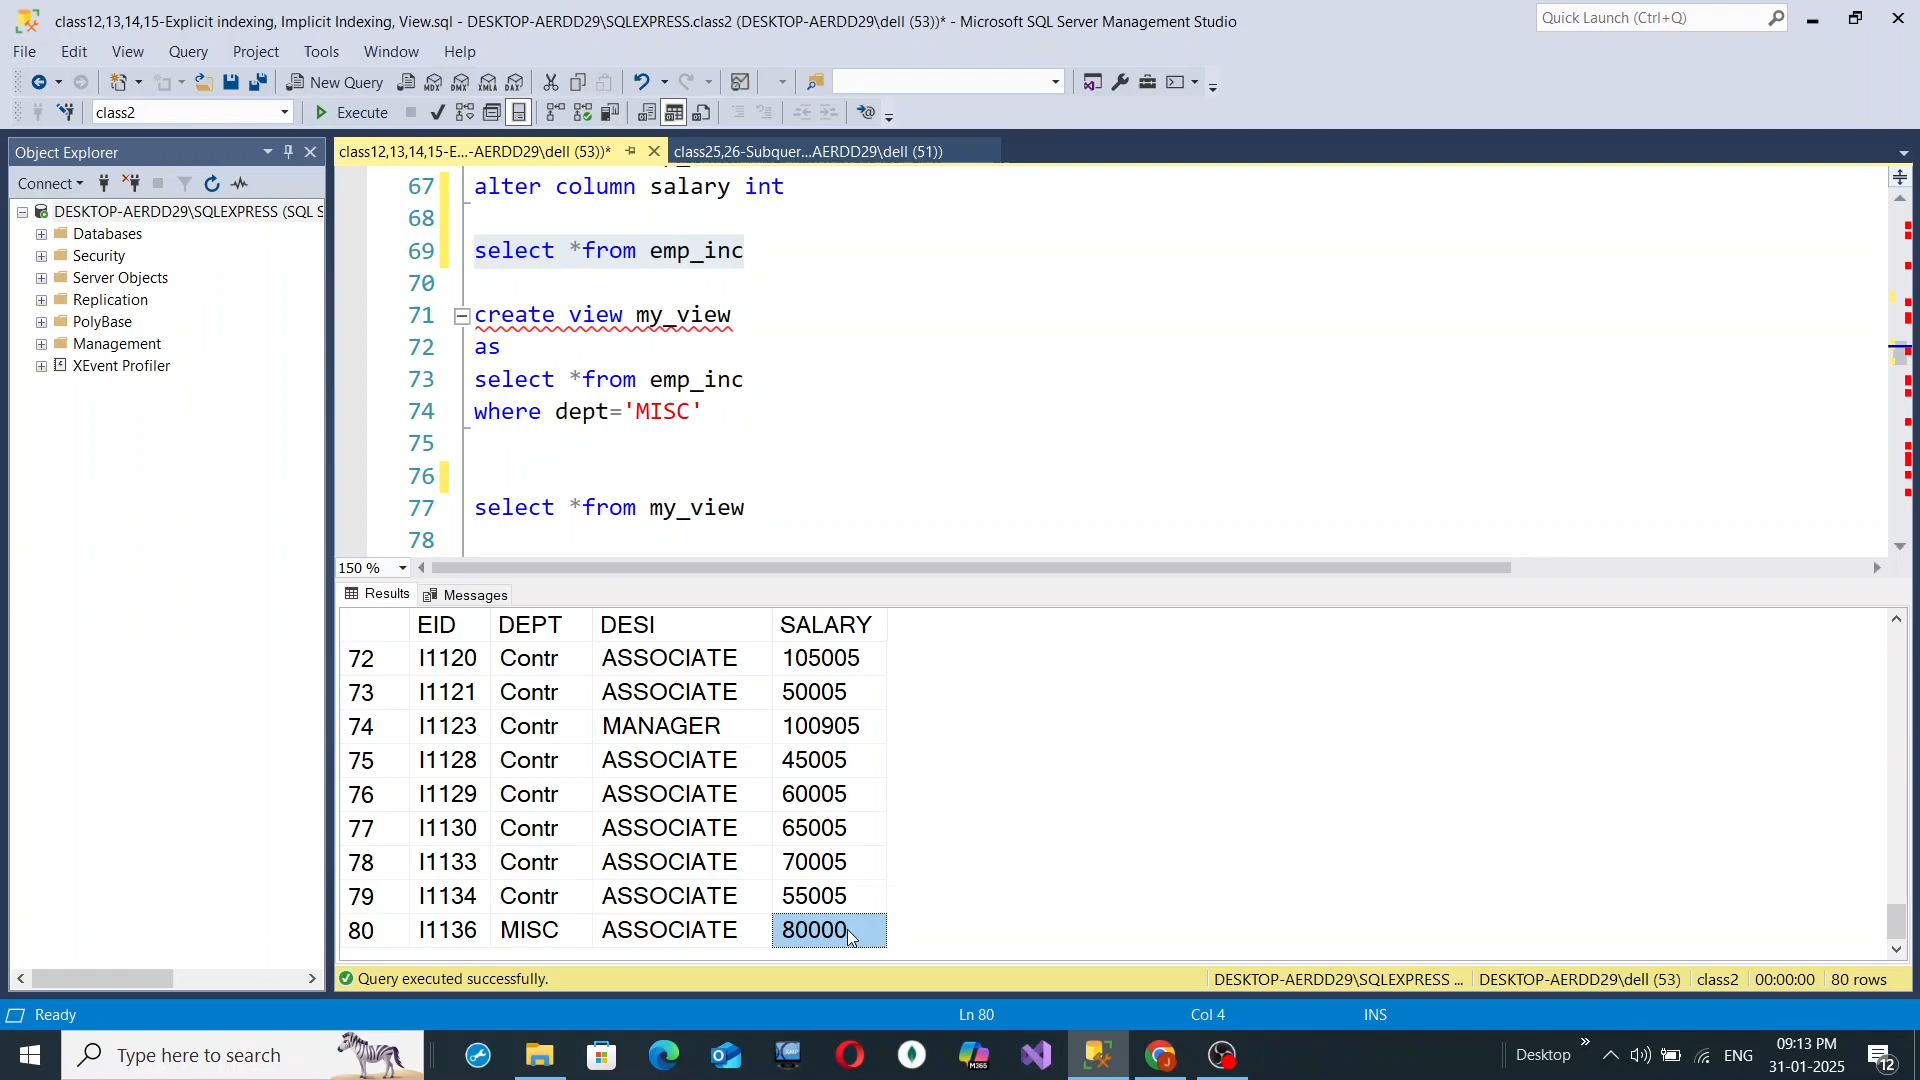 class12,13,14,15-Explicit indexing, Implicit Indexing, View.sql - DESKTOP-AERDD29\SQLEXPRESS.class2 (DESKTOP-AERDD29\dell (53))* - Microsoft SQL Server Management Studio
Quick Launch (Ctrl+Q)
File Edit View Query Project Tools Window Help
New Query
MDX DMX XMLA DAX
class2
Execute
Object Explorer
class12,13,14,15-E...-AERDD29\dell (53))*
class25,26-Subquer...AERDD29\dell (51))
Connect
DESKTOP-AERDD29\SQLEXPRESS (SQL S
Databases
Security
Server Objects
Replication
PolyBase
Management
XEvent Profiler
67 alter column salary int
68
69 select *from emp_inc
70
71 create view my_view
72 as
73 select *from emp_inc
74 where dept='MISC'
75
76
77 select *from my_view
78
150 %
Results Messages
EID DEPT DESI SALARY
72 I1120 Contr ASSOCIATE 105005
73 I1121 Contr ASSOCIATE 50005
74 I1123 Contr MANAGER 100905
75 I1128 Contr ASSOCIATE 45005
76 I1129 Contr ASSOCIATE 60005
77 I1130 Contr ASSOCIATE 65005
78 I1133 Contr ASSOCIATE 70005
79 I1134 Contr ASSOCIATE 55005
80 I1136 MISC ASSOCIATE 80000
Query executed successfully.
DESKTOP-AERDD29\SQLEXPRESS ... DESKTOP-AERDD29\dell (53) class2 00:00:00 80 rows
Ready
Ln 80 Col 4 INS
Type here to search
Desktop
ENG
09:13 PM
31-01-2025
12